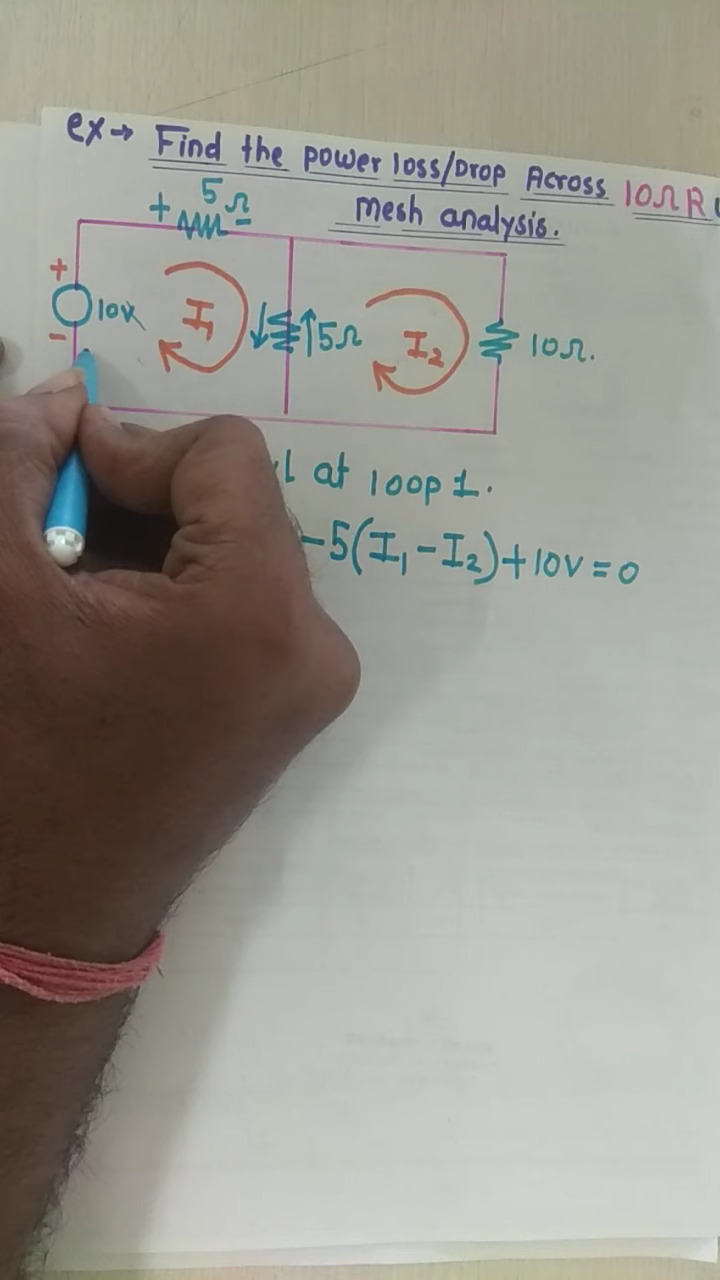 ex→ Find the power loss/Drop Across 10Ω R
mesh analysis.
+ 5Ω -
+
10V
-
I₁
↓
↑5Ω
I₂
10Ω.
at loop 1.
-5(I₁-I₂)+10V=0